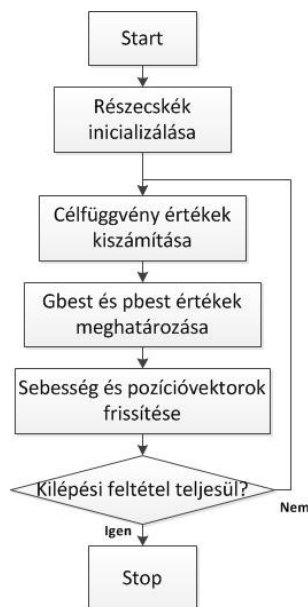 Start
Részecskék
inicializálása
Célfüggvény értékek
kiszámítása
Gbest és pbest értékek
meghatározása
Sebesség és pozícióvektorok
frissítése
Kilépési feltétel teljesül?
Nem
Igen
Stop